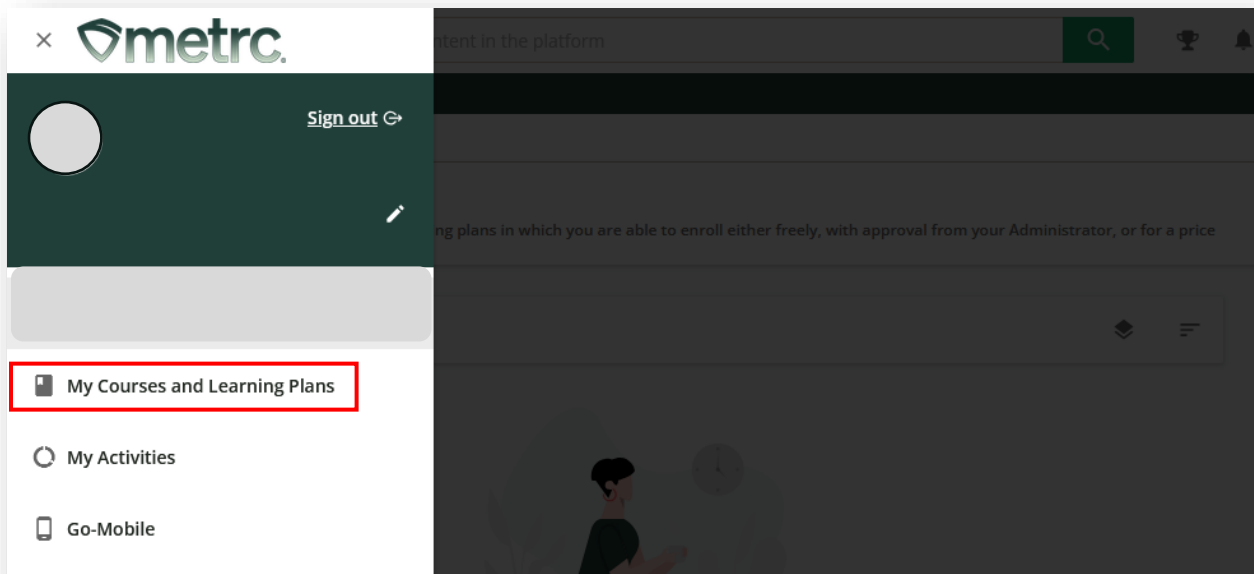 metrc.
ntent in the platform
Sign out
ng plans in which you are able to enroll either freely, with approval from your Administrator, or for a price
My Courses and Learning Plans
My Activities
Go-Mobile